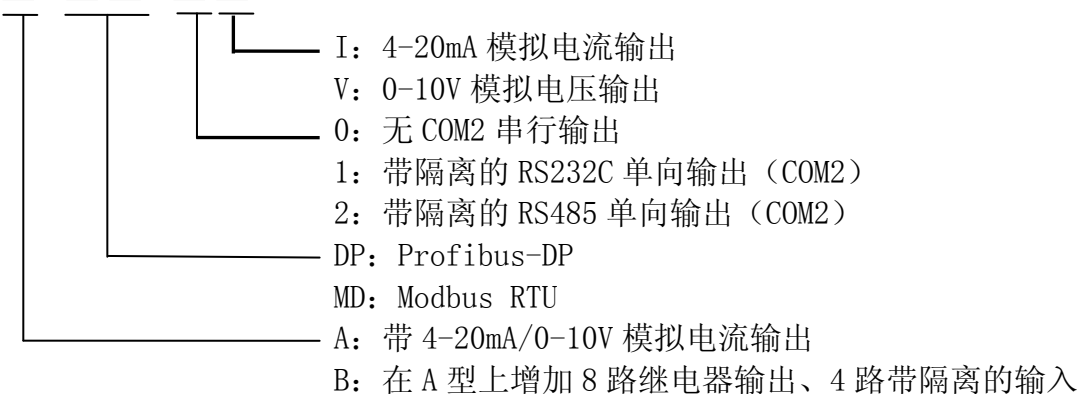 I：4-20mA 模拟电流输出
V：0-10V 模拟电压输出
0：无 COM2 串行输出
1：带隔离的 RS232C 单向输出（COM2）
2：带隔离的 RS485 单向输出（COM2）
DP：Profibus-DP
MD：Modbus RTU
A：带 4-20mA/0-10V 模拟电流输出
B：在 A 型上增加 8 路继电器输出、4 路带隔离的输入